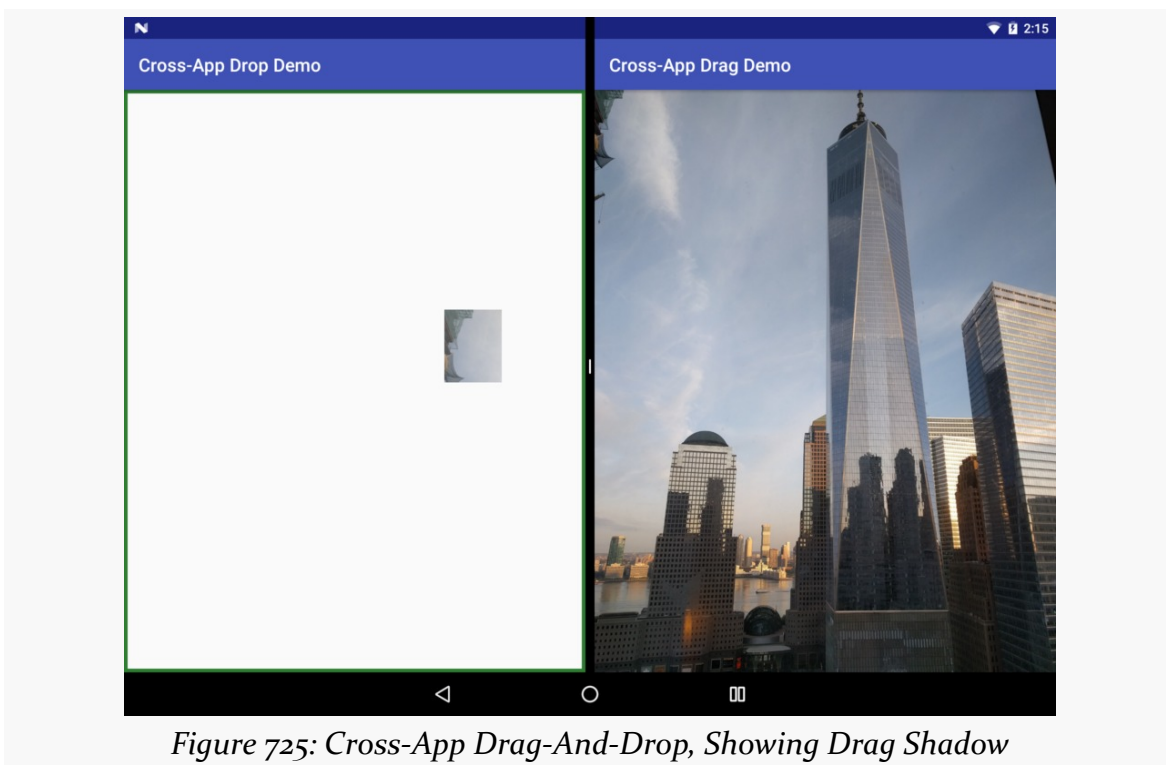 2:15
Cross-App Drop Demo
Cross-App Drag Demo
Figure 725: Cross-App Drag-And-Drop, Showing Drag Shadow